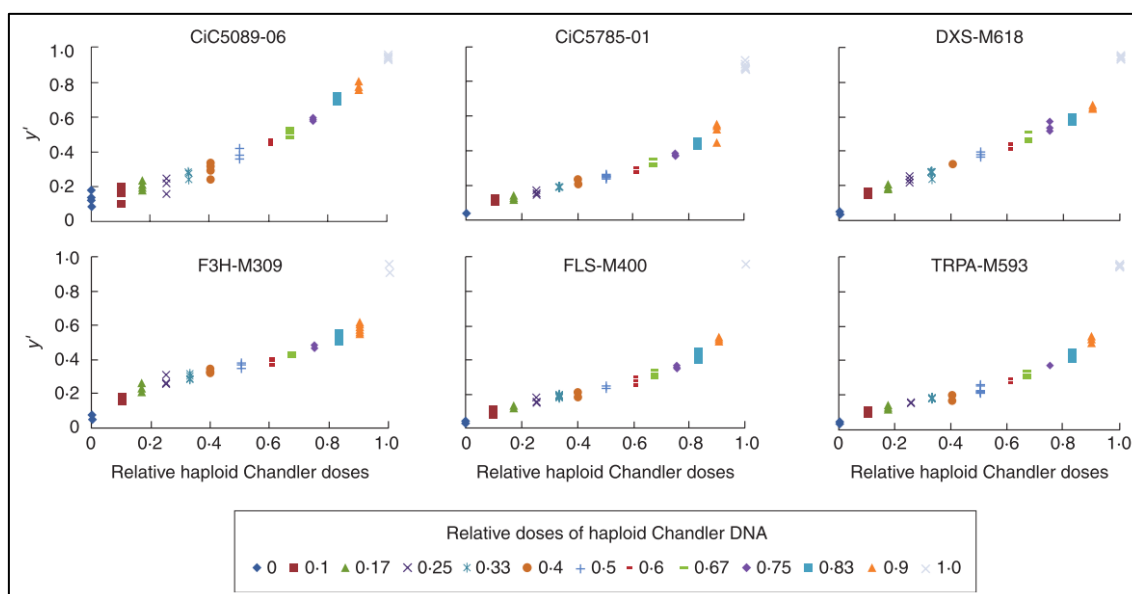 CiC5089-06 CiC5785-01 DXS-M618
1·0
0·8
0·6
y′
0·4
0·2
0
F3H-M309 FLS-M400 TRPA-M593
1·0
0·8
0·6
y′
0·4
0·2
0
0 0·2 0·4 0·6 0·8 1·0 0 0·2 0·4 0·6 0·8 1·0 0 0·2 0·4 0·6 0·8 1·0
Relative haploid Chandler doses Relative haploid Chandler doses Relative haploid Chandler doses
Relative doses of haploid Chandler DNA
0 0·1 0·17 0·25 0·33 0·4 0·5 0·6 0·67 0·75 0·83 0·9 1·0